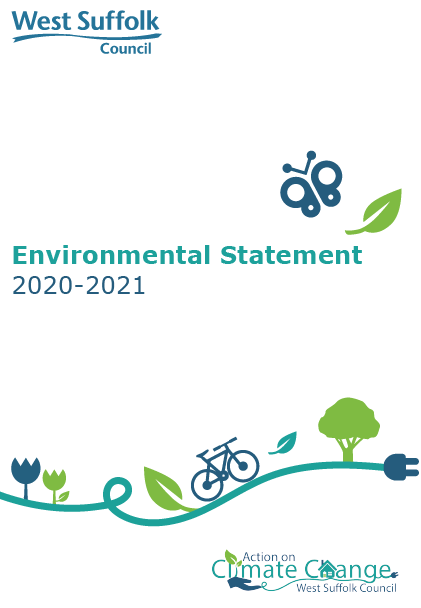 West Suffolk
Council
Environmental Statement
2020-2021
Action on
Climate Change
West Suffolk Council